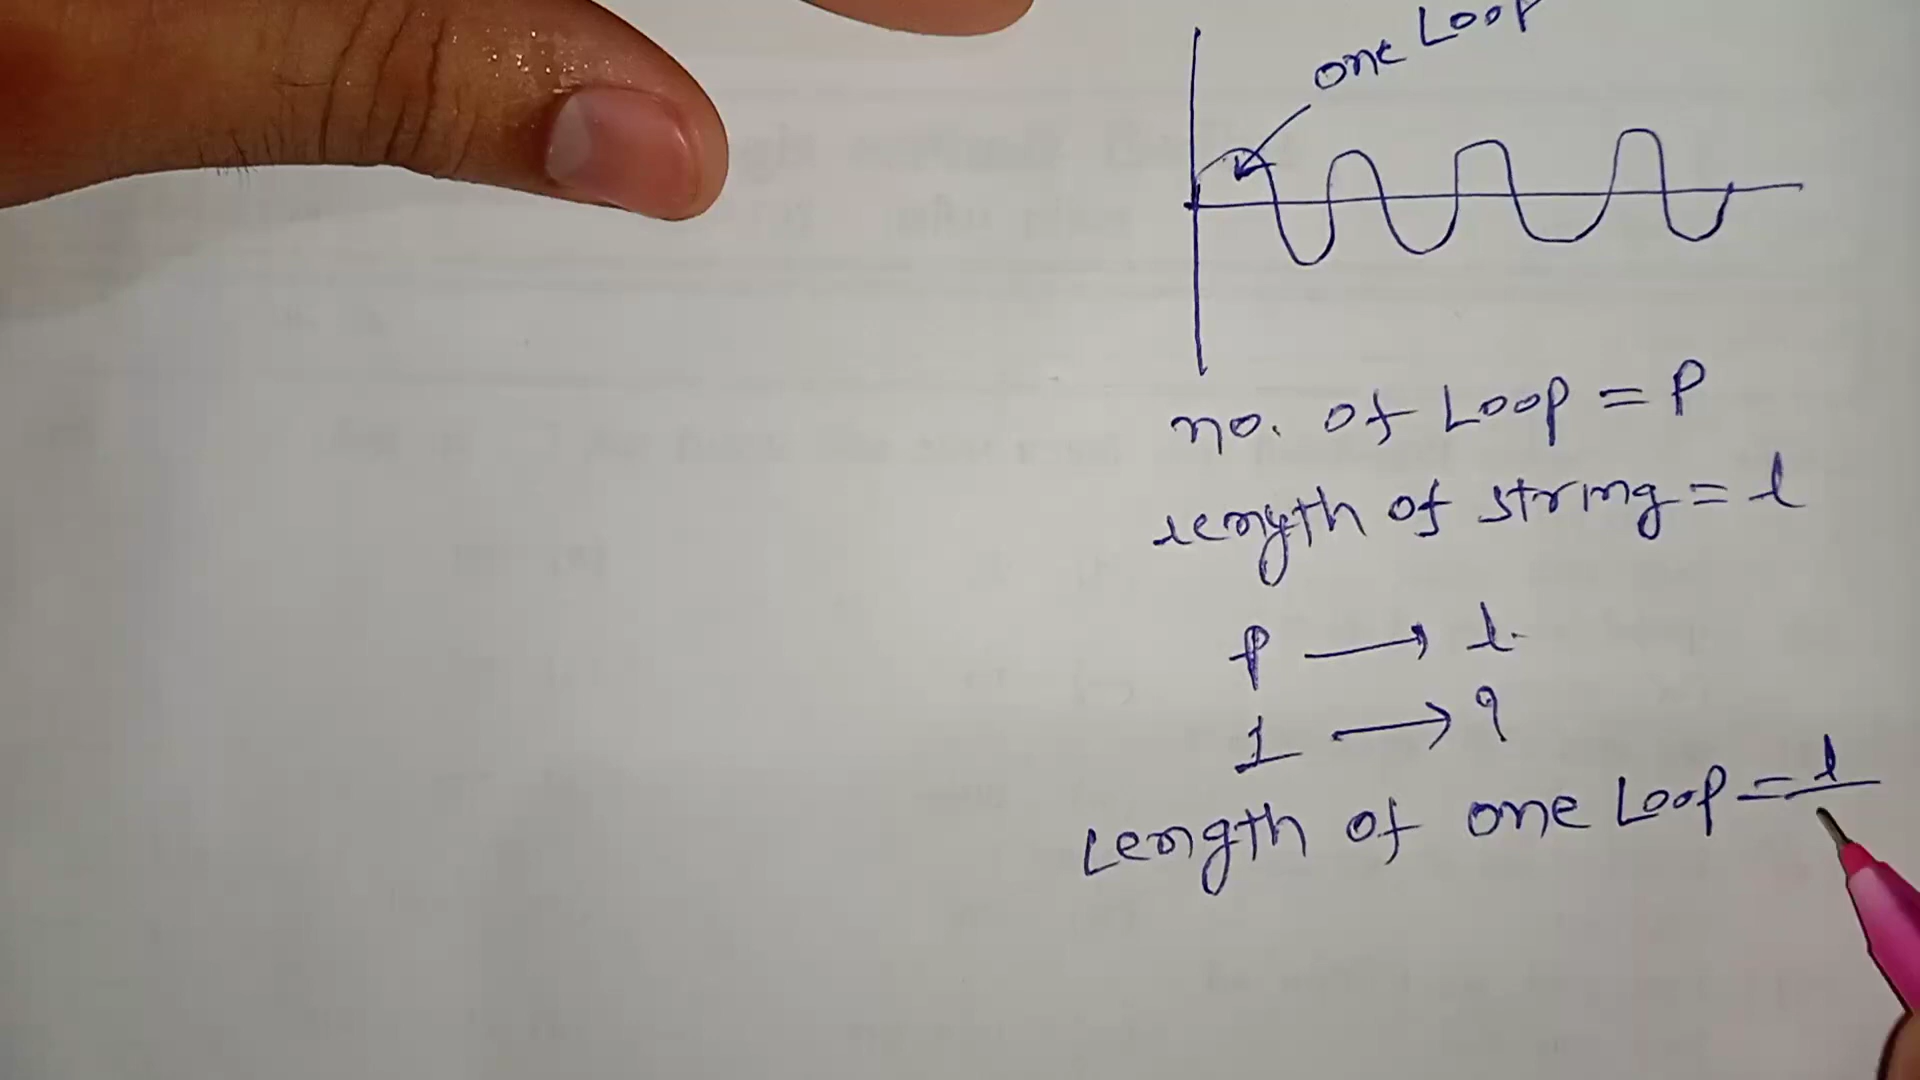 one Loop
no. of Loop = P
length of string = l
P → l
1 → ?
Length of one Loop = l